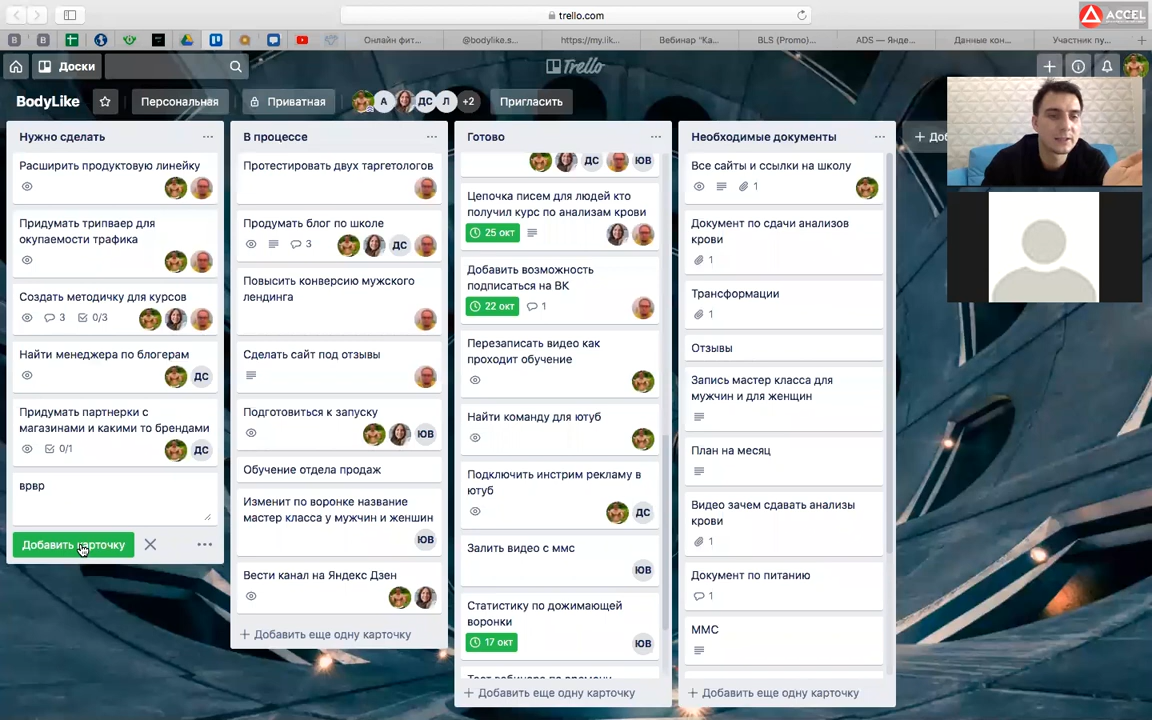 trello.com
ACCEL
Онлайн фит...
@bodylike.s...
https://my.lik...
Вебинар "Ка...
BLS (Promo)...
ADS — Янде...
Данные кон...
Участник пу...
Доски
Trello
BodyLike
Персональная
Приватная
А
ДС
Л
+2
Пригласить
Нужно сделать
Расширить продуктовую линейку
Придумать трипваер для
окупаемости трафика
Создать методичку для курсов
3
0/3
Найти менеджера по блогерам
ДС
Придумать партнерки с
магазинами и какими то брендами
0/1
ДС
врвр
Добавить карточку
В процессе
Протестировать двух таргетологов
Продумать блог по школе
3
ДС
Повысить конверсию мужского
лендинга
Сделать сайт под отзывы
Подготовиться к запуску
ЮВ
Обучение отдела продаж
Изменит по воронке название
мастер класса у мужчин и женшин
ЮВ
Вести канал на Яндекс Дзен
Добавить еще одну карточку
Готово
ДС
ЮВ
Цепочка писем для людей кто
получил курс по анализам крови
25 окт
Добавить возможность
подписаться на ВК
22 окт
1
Перезаписать видео как
проходит обучение
Найти команду для ютуб
Подключить инстрим рекламу в
ютуб
ДС
Залить видео с ммс
ЮВ
Статистику по дожимающей
воронки
17 окт
ЮВ
Добавить еще одну карточку
Необходимые документы
Все сайты и ссылки на школу
1
Документ по сдачи анализов
крови
1
Трансформации
1
Отзывы
Запись мастер класса для
мужчин и для женщин
План на месяц
Видео зачем сдавать анализы
крови
1
Документ по питанию
1
ММС
Добавить еще одну карточку